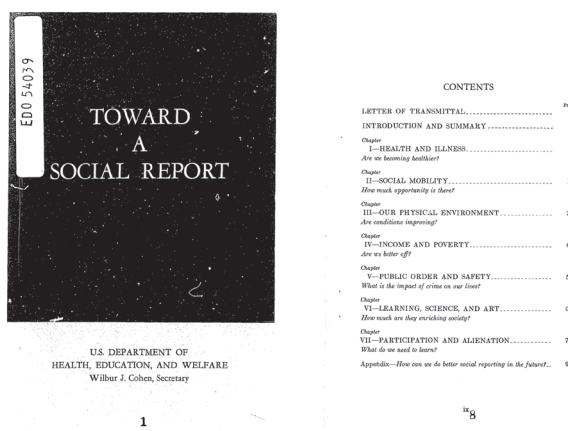 ED0 54039
TOWARD
A
SOCIAL REPORT
U.S. DEPARTMENT OF
HEALTH, EDUCATION, AND WELFARE
Wilbur J. Cohen, Secretary
1
CONTENTS
LETTER OF TRANSMITTAL
INTRODUCTION AND SUMMARY
Chapter
I—HEALTH AND ILLNESS
Are we becoming healthier?
Chapter
II—SOCIAL MOBILITY
How much opportunity is there?
Chapter
III—OUR PHYSICAL ENVIRONMENT
Are conditions improving?
Chapter
IV—INCOME AND POVERTY
Are we better off?
Chapter
V—PUBLIC ORDER AND SAFETY
What is the impact of crime on our lives?
Chapter
VI—LEARNING, SCIENCE, AND ART
How much are they enriching society?
Chapter
VII—PARTICIPATION AND ALIENATION
What do we need to learn?
Appendix—How can we do better social reporting in the future?
ix
8